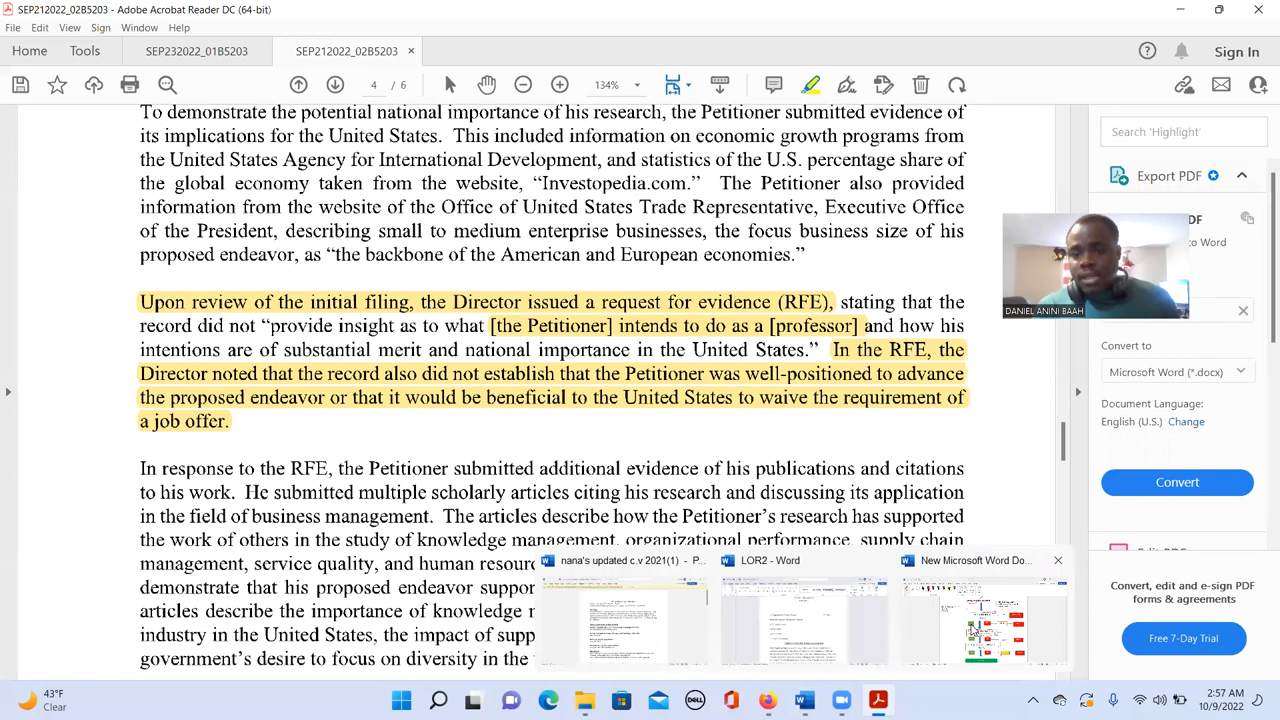 SEP212022_02B5203 - Adobe Acrobat Reader DC (64-bit)
File Edit View Sign Window Help
Home Tools SEP232022_01B5203 SEP212022_02B5203 × Sign In
4 / 6 134%
To demonstrate the potential national importance of his research, the Petitioner submitted evidence of
its implications for the United States. This included information on economic growth programs from
the United States Agency for International Development, and statistics of the U.S. percentage share of
the global economy taken from the website, “Investopedia.com.” The Petitioner also provided
information from the website of the Office of United States Trade Representative, Executive Office
of the President, describing small to medium enterprise businesses, the focus business size of his
proposed endeavor, as “the backbone of the American and European economies.”
Upon review of the initial filing, the Director issued a request for evidence (RFE), stating that the
record did not “provide insight as to what [the Petitioner] intends to do as a [professor] and how his
intentions are of substantial merit and national importance in the United States.” In the RFE, the
Director noted that the record also did not establish that the Petitioner was well-positioned to advance
the proposed endeavor or that it would be beneficial to the United States to waive the requirement of
a job offer.
In response to the RFE, the Petitioner submitted additional evidence of his publications and citations
to his work. He submitted multiple scholarly articles citing his research and discussing its application
in the field of business management. The articles describe how the Petitioner’s research has supported
the work of others in the study of knowledge management, organizational performance, supply chain
management, service quality, and human resour
demonstrate that his proposed endeavor suppor
articles describe the importance of knowledge
industry in the United States, the impact of supp
government’s desire to focus on diversity in the
nana's updated c.v 2021(1) - P...
LOR2 - Word
New Microsoft Word Do...
Search 'Highlight'
Export PDF
DF
to Word
DANIEL ANINI BAAH
Convert to
Microsoft Word (*.docx)
Document Language:
English (U.S.) Change
Convert
Convert, edit and e-sign PDF
forms & agreements
Free 7-Day Trial
43°F
Clear
DELL
2:57 AM
10/9/2022